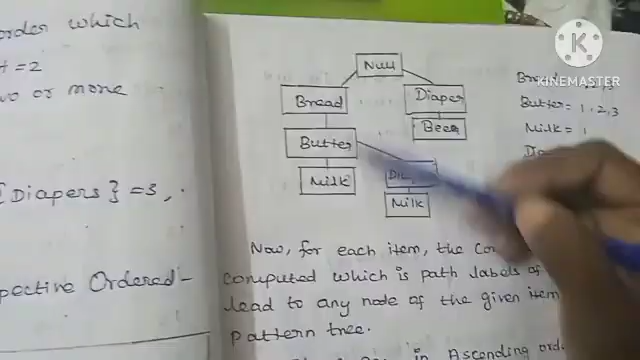 order which
t = 2
two or more
{Diapers} = 3,
spective Ordered-
Null
Bread
Diaper
Butter
Beer
Milk
Milk
Butter = 1, 2, 3
Milk = 1
KINEMASTER
Now, for each item, the
computed which is path labels of
lead to any node of the given item
pattern tree.
in Ascending ord.